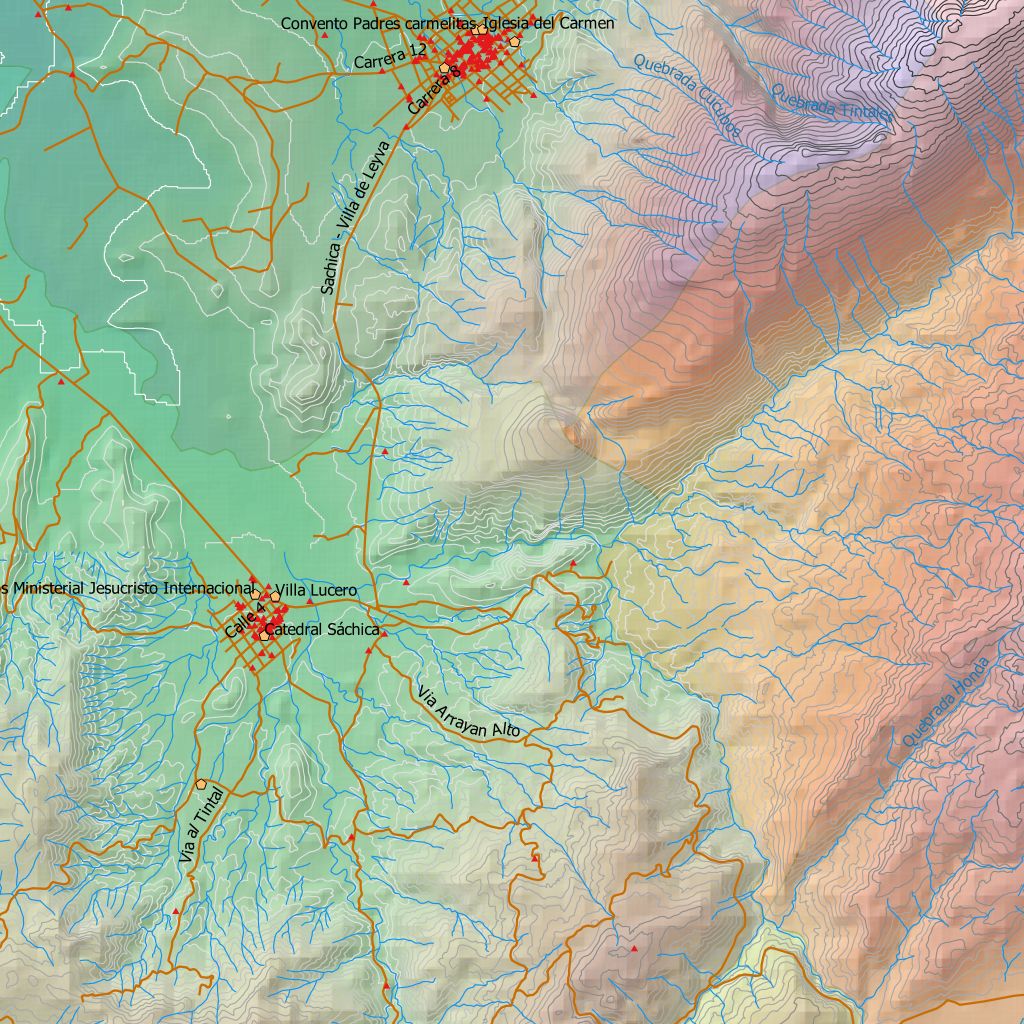 Convento Padres carmelitas Iglesia del Carmen
Carrera 12
Carrera 8
Quebrada Cucubos
Quebrada Tintales
Sachica - Villa de Leyva
s Ministerial Jesucristo Internacional
Villa Lucero
Calle 4
Catedral Sáchica
Via Arrayan Alto
Quebrada Honda
Via al Tintal